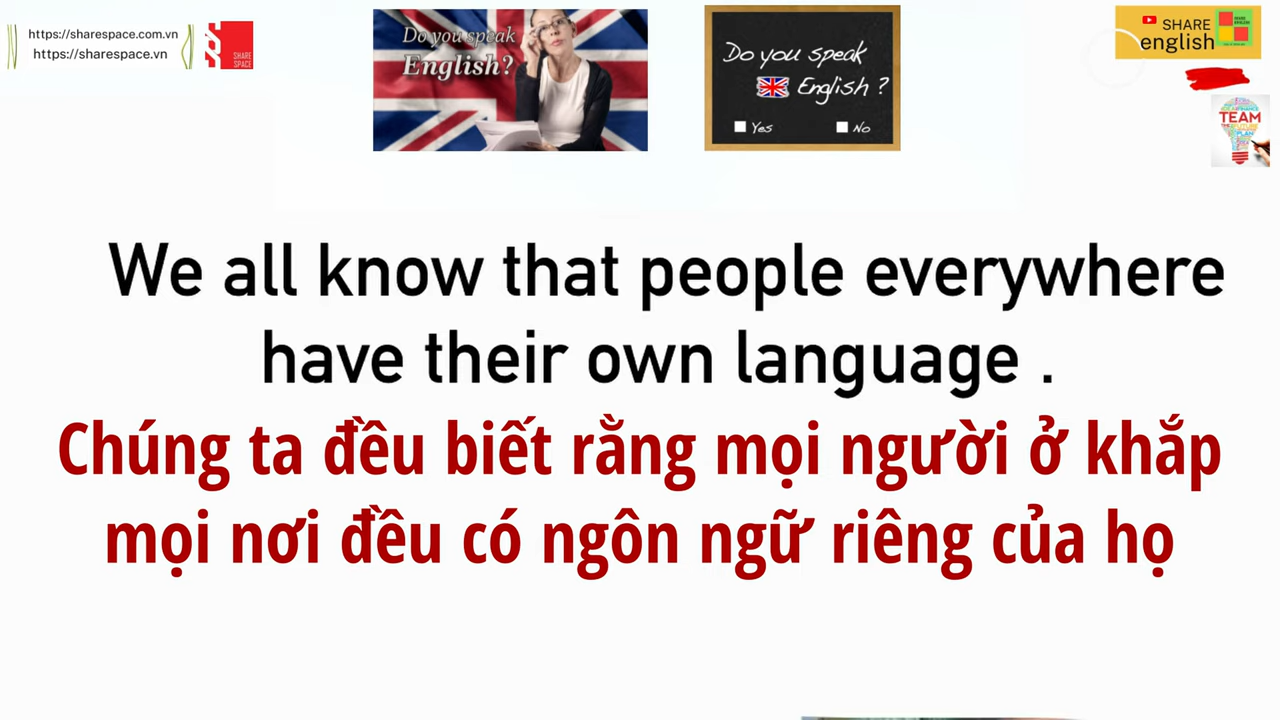 https://sharespace.com.vn
https://sharespace.vn
SHARE
SPACE
Do you speak
English?
Do you speak
English ?
Yes
No
SHARE
english
TEAM
We all know that people everywhere
have their own language .
Chúng ta đều biết rằng mọi người ở khắp
mọi nơi đều có ngôn ngữ riêng của họ